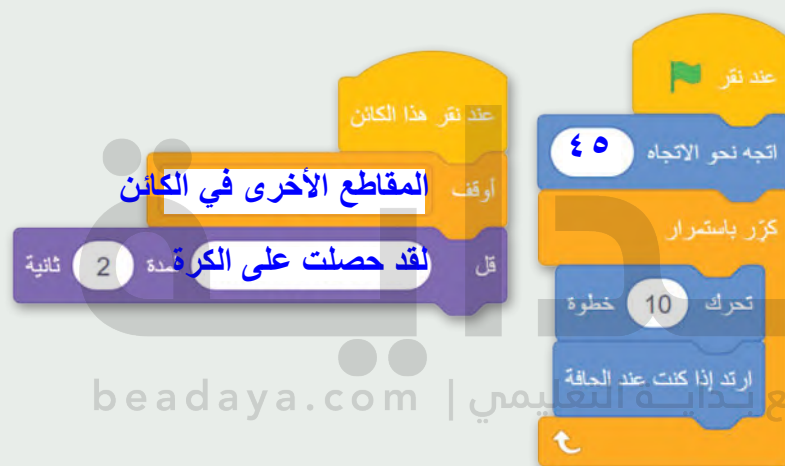 عند نقر
اتجه نحو الاتجاه ٤٥
كرّر باستمرار
تحرك 10 خطوة
ارتد إذا كنت عند الحافة
عند نقر هذا الكائن
أوقف المقاطع الأخرى في الكائن
قل لقد حصلت على الكرة لمدة 2 ثانية
بداية
beadaya.com | موقع بداية التعليمي